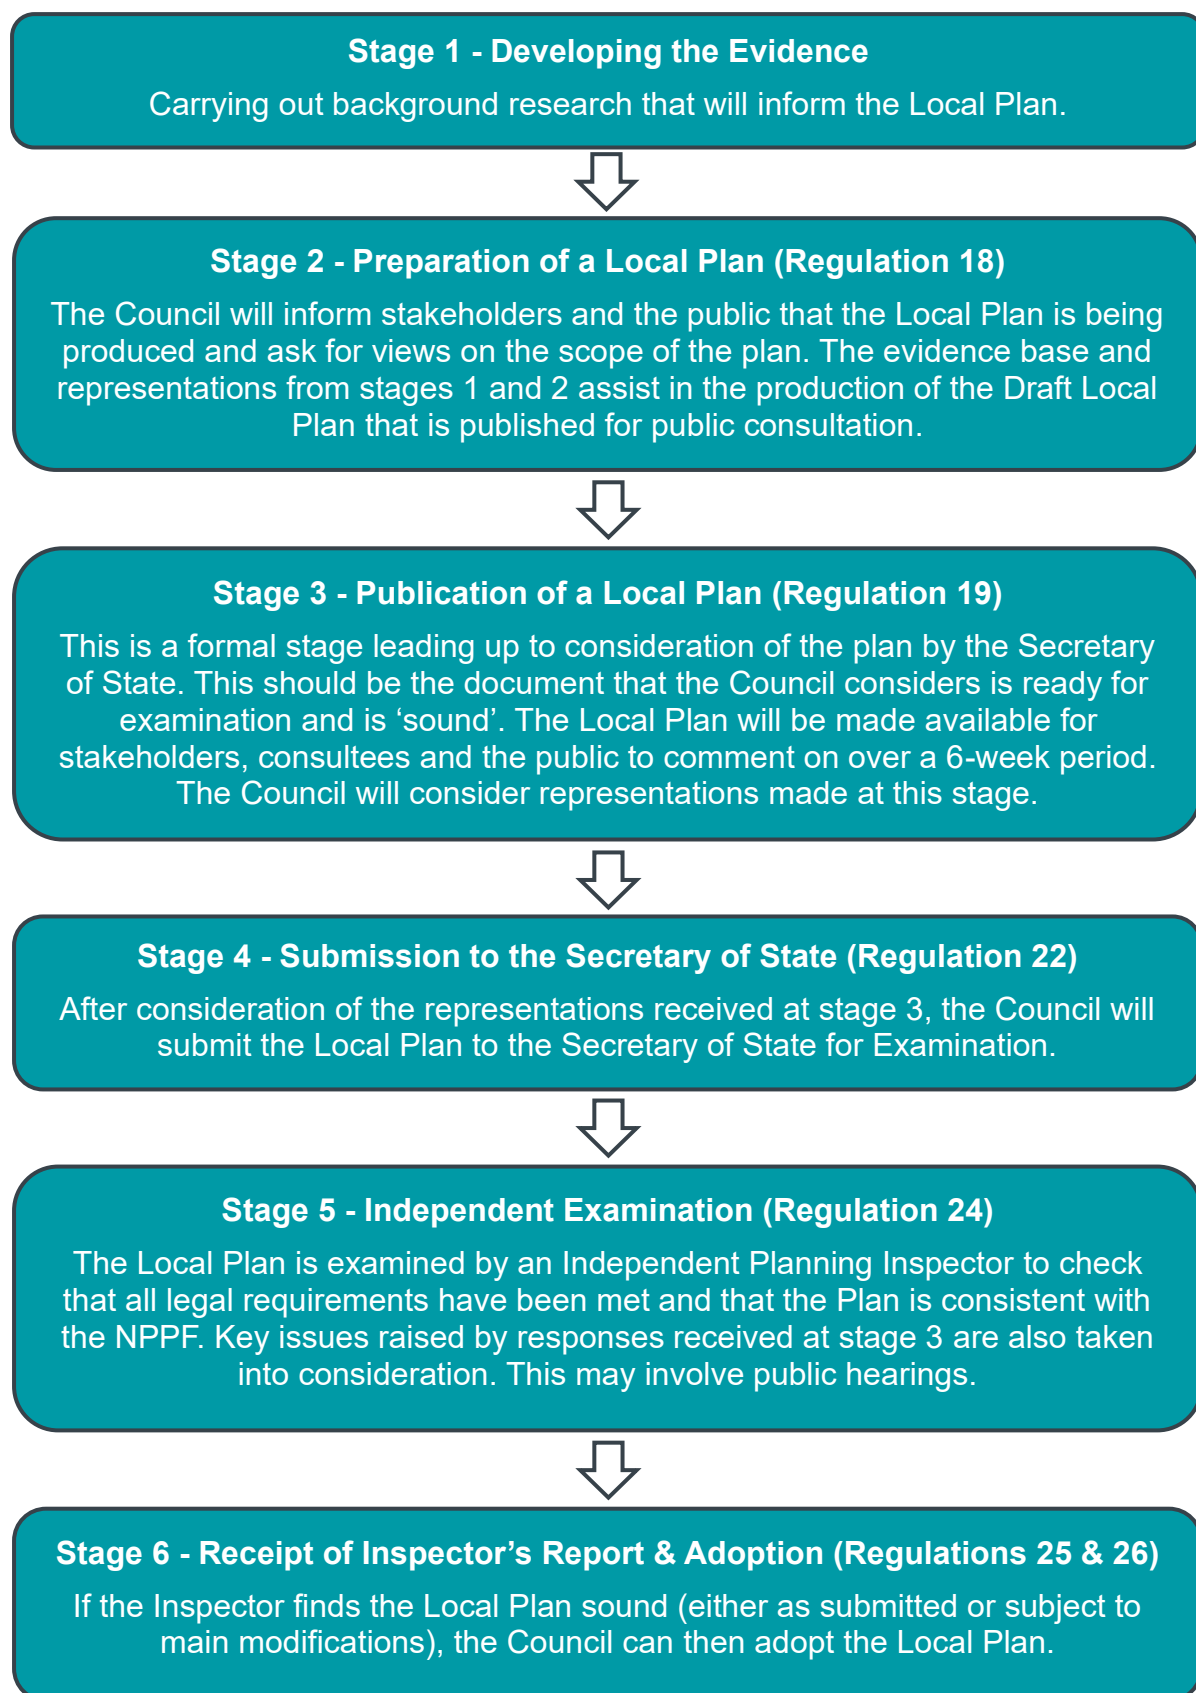 Stage 1 - Developing the Evidence
Carrying out background research that will inform the Local Plan.
Stage 2 - Preparation of a Local Plan (Regulation 18)
The Council will inform stakeholders and the public that the Local Plan is being
produced and ask for views on the scope of the plan. The evidence base and
representations from stages 1 and 2 assist in the production of the Draft Local
Plan that is published for public consultation.
Stage 3 - Publication of a Local Plan (Regulation 19)
This is a formal stage leading up to consideration of the plan by the Secretary
of State. This should be the document that the Council considers is ready for
examination and is ‘sound’. The Local Plan will be made available for
stakeholders, consultees and the public to comment on over a 6-week period.
The Council will consider representations made at this stage.
Stage 4 - Submission to the Secretary of State (Regulation 22)
After consideration of the representations received at stage 3, the Council will
submit the Local Plan to the Secretary of State for Examination.
Stage 5 - Independent Examination (Regulation 24)
The Local Plan is examined by an Independent Planning Inspector to check
that all legal requirements have been met and that the Plan is consistent with
the NPPF. Key issues raised by responses received at stage 3 are also taken
into consideration. This may involve public hearings.
Stage 6 - Receipt of Inspector’s Report & Adoption (Regulations 25 & 26)
If the Inspector finds the Local Plan sound (either as submitted or subject to
main modifications), the Council can then adopt the Local Plan.